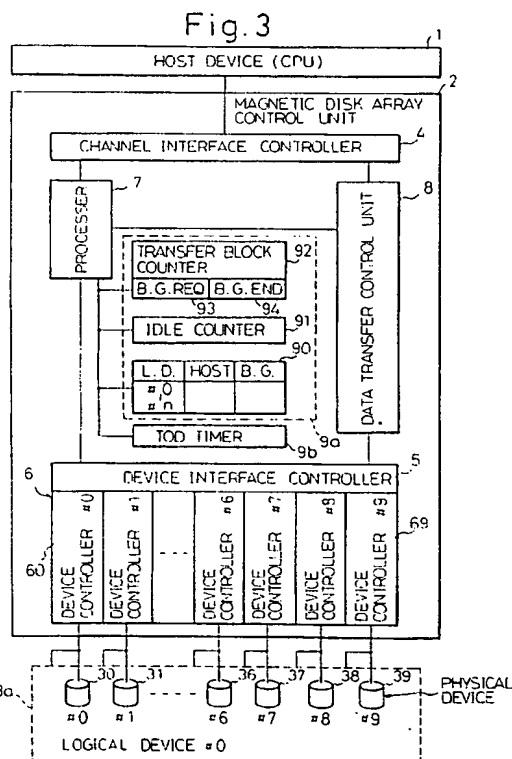 Fig.3
1
HOST DEVICE (CPU)
2
MAGNETIC DISK ARRAY
CONTROL UNIT
4
CHANNEL INTERFACE CONTROLLER
7
8
PROCESSER
DATA TRANSFER CONTROL UNIT
TRANSFER BLOCK
COUNTER
92
B.G.REQ B.G.END
93 94
91
IDLE COUNTER
90
L.D. HOST B.G.
#0
#n
9a
TOD TIMER
9b
5
6
DEVICE INTERFACE CONTROLLER
60
69
DEVICE
CONTROLLER #0
DEVICE
CONTROLLER #1
DEVICE
CONTROLLER #6
DEVICE
CONTROLLER #7
DEVICE
CONTROLLER #8
DEVICE
CONTROLLER #9
30 31 36 37 38 39
3a
PHYSICAL
DEVICE
#0 #1 #6 #7 #8 #9
LOGICAL DEVICE #0